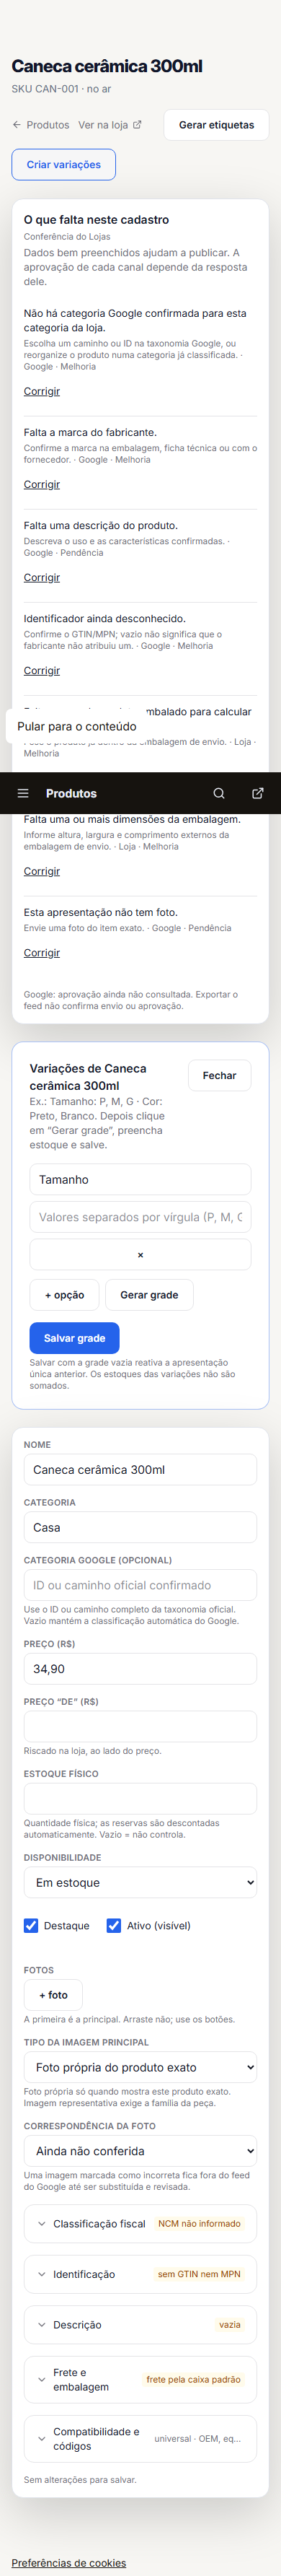 Caneca cerâmica 300ml
SKU CAN-001 · no ar
Produtos Ver na loja Gerar etiquetas
Criar variações
O que falta neste cadastro
Conferência do Lojas
Dados bem preenchidos ajudam a publicar. A
aprovação de cada canal depende da resposta
dele.
Não há categoria Google confirmada para esta
categoria da loja.
Escolha um caminho ou ID na taxonomia Google, ou
reorganize o produto numa categoria já classificada. ·
Google · Melhoria
Corrigir
Falta a marca do fabricante.
Confirme a marca na embalagem, ficha técnica ou com o
fornecedor. · Google · Melhoria
Corrigir
Falta uma descrição do produto.
Descreva o uso e as características confirmadas. ·
Google · Pendência
Corrigir
Identificador ainda desconhecido.
Confirme o GTIN/MPN; vazio não significa que o
fabricante não atribuiu um. · Google · Melhoria
Corrigir
embalado para calcular
Pular para o conteúdo
embalagem de envio. · Loja ·
Melhoria
Produtos
Falta uma ou mais dimensões da embalagem.
Informe altura, largura e comprimento externos da
embalagem de envio. · Loja · Melhoria
Corrigir
Esta apresentação não tem foto.
Envie uma foto do item exato. · Google · Pendência
Corrigir
Google: aprovação ainda não consultada. Exportar o
feed não confirma envio ou aprovação.
Variações de Caneca
cerâmica 300ml
Fechar
Ex.: Tamanho: P, M, G · Cor:
Preto, Branco. Depois clique
em “Gerar grade”, preencha
estoque e salve.
Tamanho
Valores separados por vírgula (P, M, G
×
+ opção Gerar grade
Salvar grade
Salvar com a grade vazia reativa a apresentação
única anterior. Os estoques das variações não são
somados.
NOME
Caneca cerâmica 300ml
CATEGORIA
Casa
CATEGORIA GOOGLE (OPCIONAL)
ID ou caminho oficial confirmado
Use o ID ou caminho completo da taxonomia oficial.
Vazio mantém a classificação automática do Google.
PREÇO (R$)
34,90
PREÇO “DE” (R$)
Riscado na loja, ao lado do preço.
ESTOQUE FÍSICO
Quantidade física; as reservas são descontadas
automaticamente. Vazio = não controla.
DISPONIBILIDADE
Em estoque
Destaque Ativo (visível)
FOTOS
+ foto
A primeira é a principal. Arraste não; use os botões.
TIPO DA IMAGEM PRINCIPAL
Foto própria do produto exato
Foto própria só quando mostra este produto exato.
Imagem representativa exige a família da peça.
CORRESPONDÊNCIA DA FOTO
Ainda não conferida
Uma imagem marcada como incorreta fica fora do feed
do Google até ser substituída e revisada.
Classificação fiscal NCM não informado
Identificação sem GTIN nem MPN
Descrição vazia
Frete e
embalagem
frete pela caixa padrão
Compatibilidade e
códigos
universal · OEM, eq...
Sem alterações para salvar.
Preferências de cookies